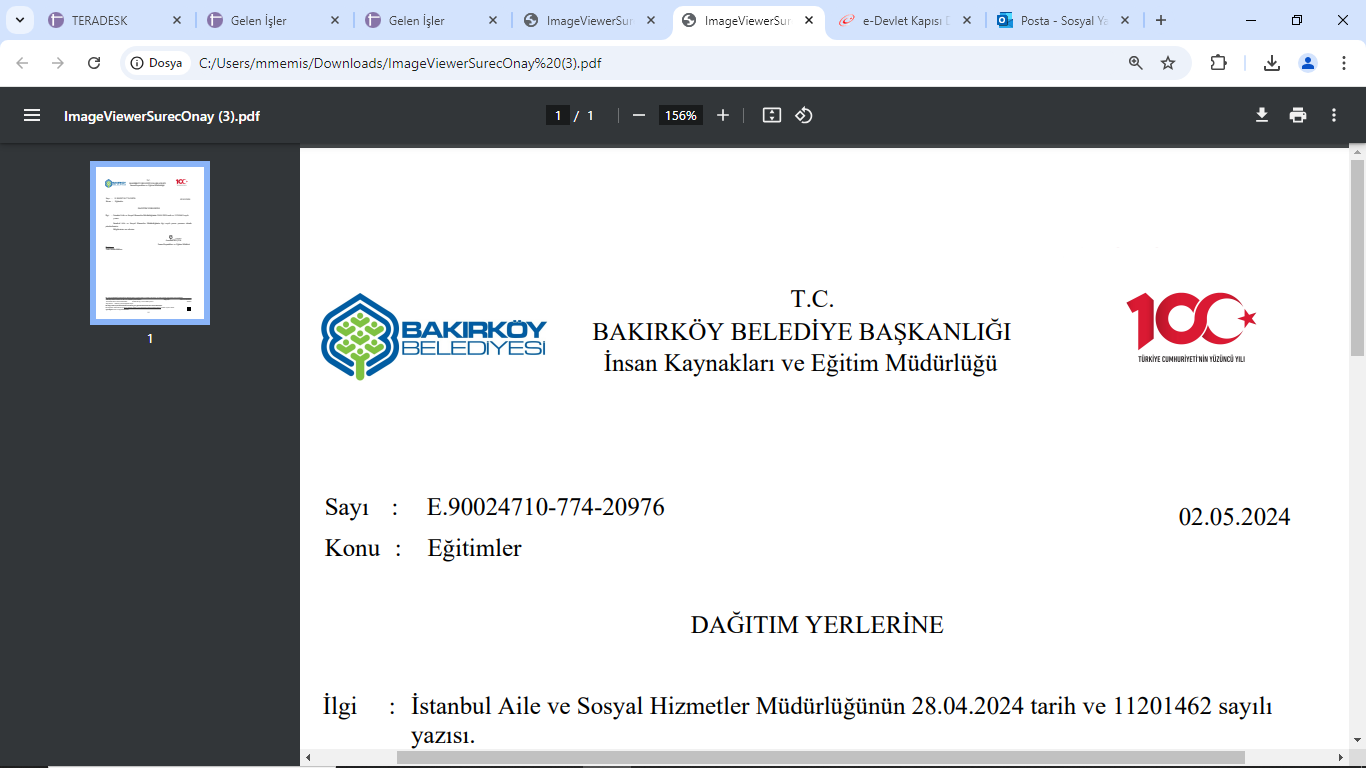 TERADESK
Gelen İşler
Gelen İşler
ImageViewerSur
ImageViewerSur
e-Devlet Kapısı D
Posta - Sosyal Ya
Dosya
C:/Users/mmemis/Downloads/ImageViewerSurecOnay%20(3).pdf
ImageViewerSurecOnay (3).pdf
1 / 1
156%
1
BAKIRKÖY
BELEDİYESİ
T.C.
BAKIRKÖY BELEDİYE BAŞKANLIĞI
İnsan Kaynakları ve Eğitim Müdürlüğü
100
TÜRKİYE CUMHURİYETİ'NİN YÜZÜNCÜ YILI
Sayı : E.90024710-774-20976
02.05.2024
Konu : Eğitimler
DAĞITIM YERLERİNE
İlgi : İstanbul Aile ve Sosyal Hizmetler Müdürlüğünün 28.04.2024 tarih ve 11201462 sayılı
yazısı.